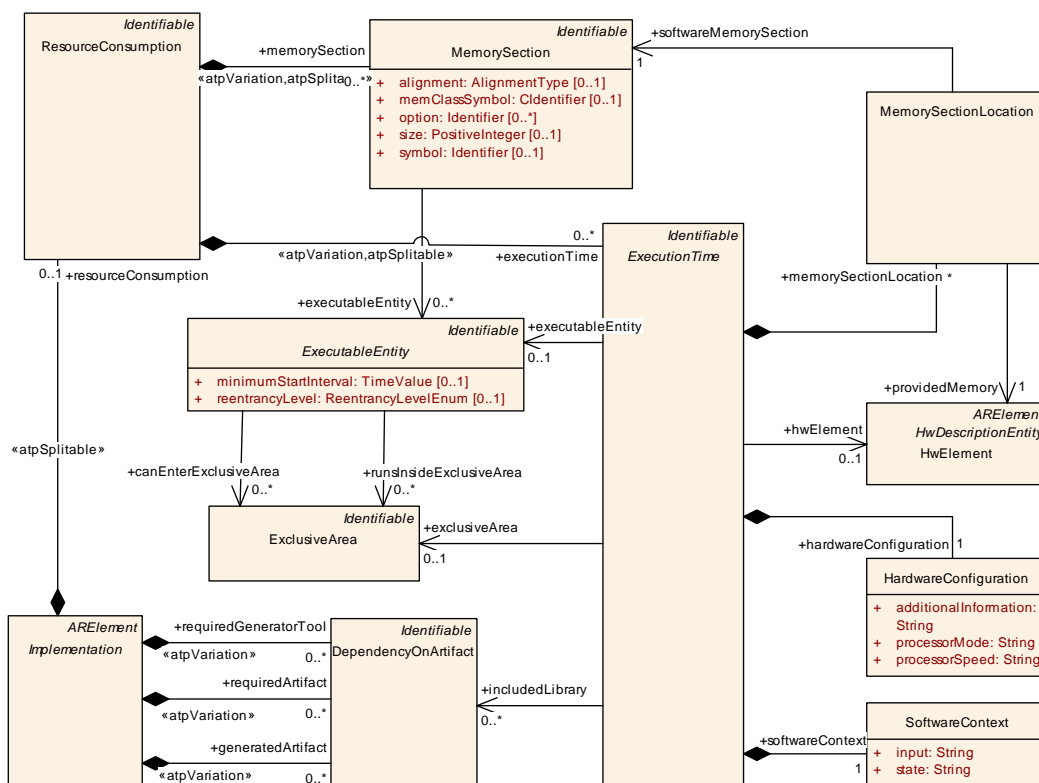 Identifiable
ResourceConsumption
+memorySection
«atpVariation,atpSplita
0..*
»
Identifiable
MemorySection
+ alignment: AlignmentType [0..1]
+ memClassSymbol: CIdentifier [0..1]
+ option: Identifier [0..*]
+ size: PositiveInteger [0..1]
+ symbol: Identifier [0..1]
+softwareMemorySection
1
MemorySectionLocation
«atpVariation,atpSplitable»
0..*
+executionTime
Identifiable
ExecutionTime
0..1
+resourceConsumption
+memorySectionLocation
*
+executableEntity
0..*
Identifiable
ExecutableEntity
+ minimumStartInterval: TimeValue [0..1]
+ reentrancyLevel: ReentrancyLevelEnum [0..1]
+executableEntity
0..1
+providedMemory
1
ARElemen
HwDescriptionEntity
HwElement
+hwElement
0..1
«atpSplitable»
+canEnterExclusiveArea
0..*
+runsInsideExclusiveArea
0..*
Identifiable
ExclusiveArea
+exclusiveArea
0..1
+hardwareConfiguration
1
HardwareConfiguration
+ additionalInformation:
String
+ processorMode: String
+ processorSpeed: String
ARElement
Implementation
+requiredGeneratorTool
«atpVariation»
0..*
+requiredArtifact
«atpVariation»
0..*
+generatedArtifact
«atpVariation»
0..*
Identifiable
DependencyOnArtifact
+includedLibrary
0..*
+softwareContext
1
SoftwareContext
+ input: String
+ state: String